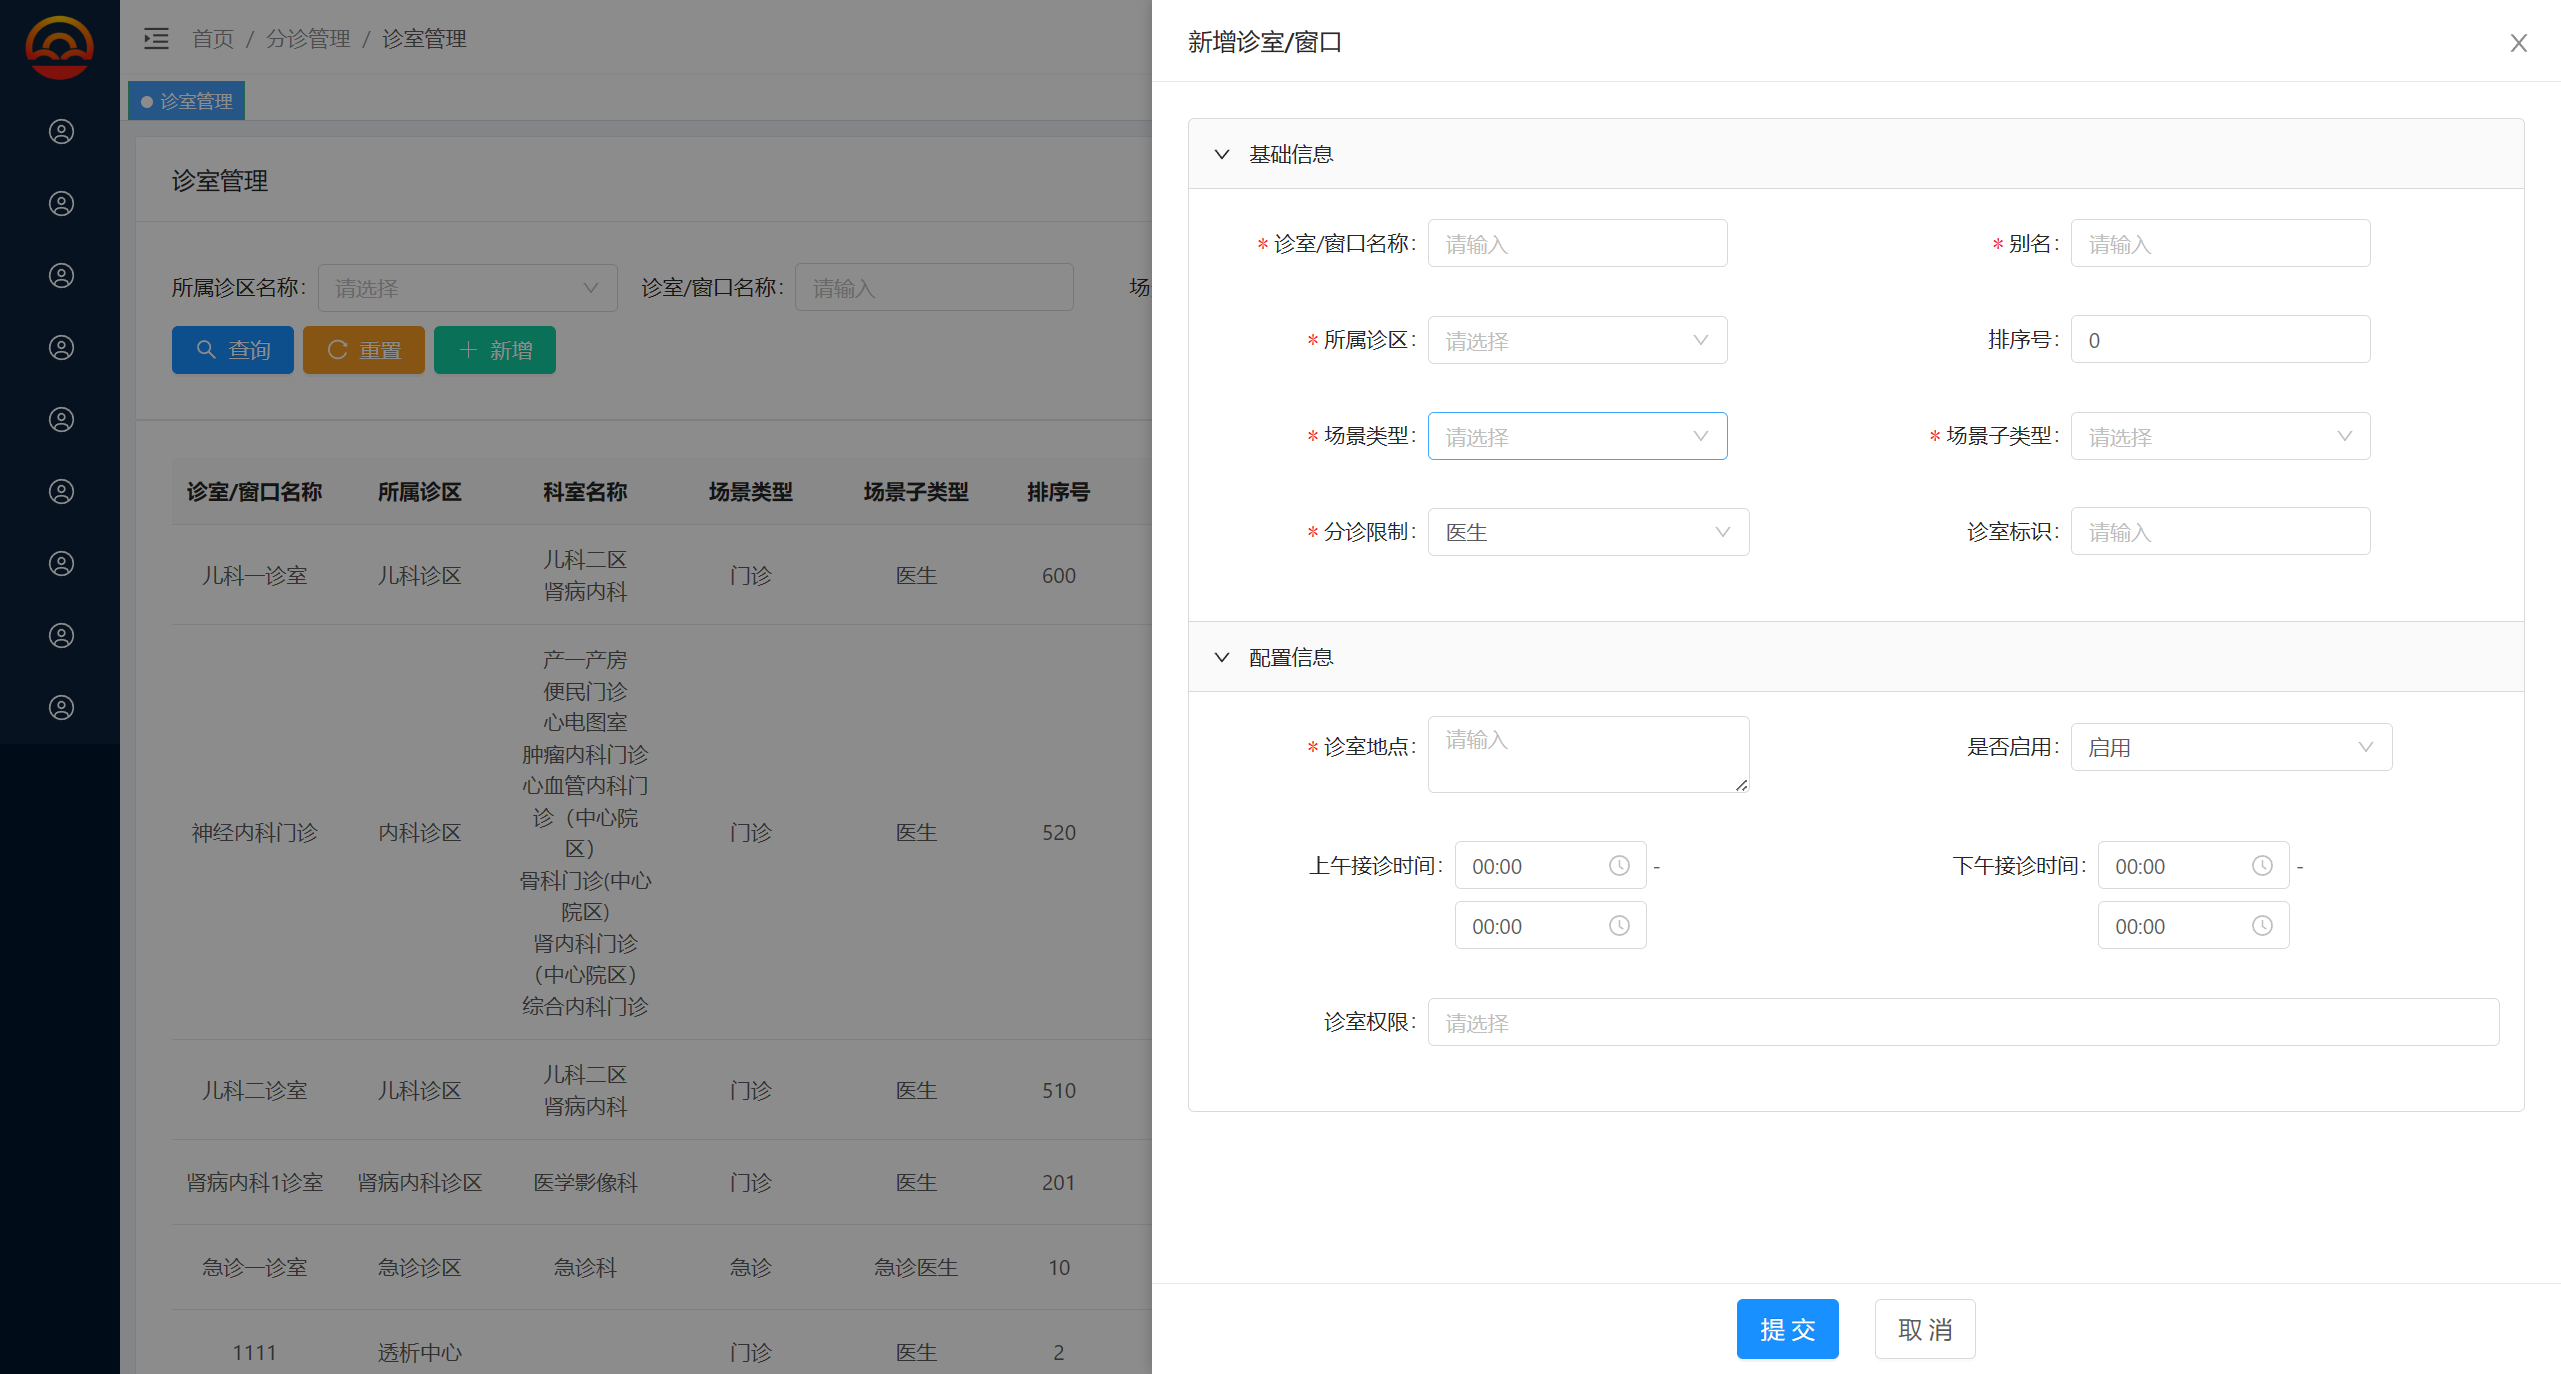 首页 / 分诊管理 / 诊室管理
诊室管理
诊室管理
所属诊区名称: 请选择 诊室/窗口名称: 请输入 场
查询 重置 新增
诊室/窗口名称 所属诊区 科室名称 场景类型 场景子类型 排序号
儿科一诊室 儿科诊区 儿科二区 门诊 医生 600
肾病内科
产一产房
便民门诊
心电图室
肿瘤内科门诊
心血管内科门
诊（中心院
区）
神经内科门诊 内科诊区 门诊 医生 520
骨科门诊(中心
院区)
肾内科门诊
（中心院区）
综合内科门诊
儿科二诊室 儿科诊区 儿科二区 门诊 医生 510
肾病内科
肾病内科1诊室 肾病内科诊区 医学影像科 门诊 医生 201
急诊一诊室 急诊诊区 急诊科 急诊 急诊医生 10
1111 透析中心 门诊 医生 2
新增诊室/窗口
基础信息
* 诊室/窗口名称: 请输入 * 别名: 请输入
* 所属诊区: 请选择 排序号: 0
* 场景类型: 请选择 * 场景子类型: 请选择
* 分诊限制: 医生 诊室标识: 请输入
配置信息
* 诊室地点: 请输入 是否启用: 启用
上午接诊时间: 00:00 - 下午接诊时间: 00:00 -
00:00 00:00
诊室权限: 请选择
提 交 取 消